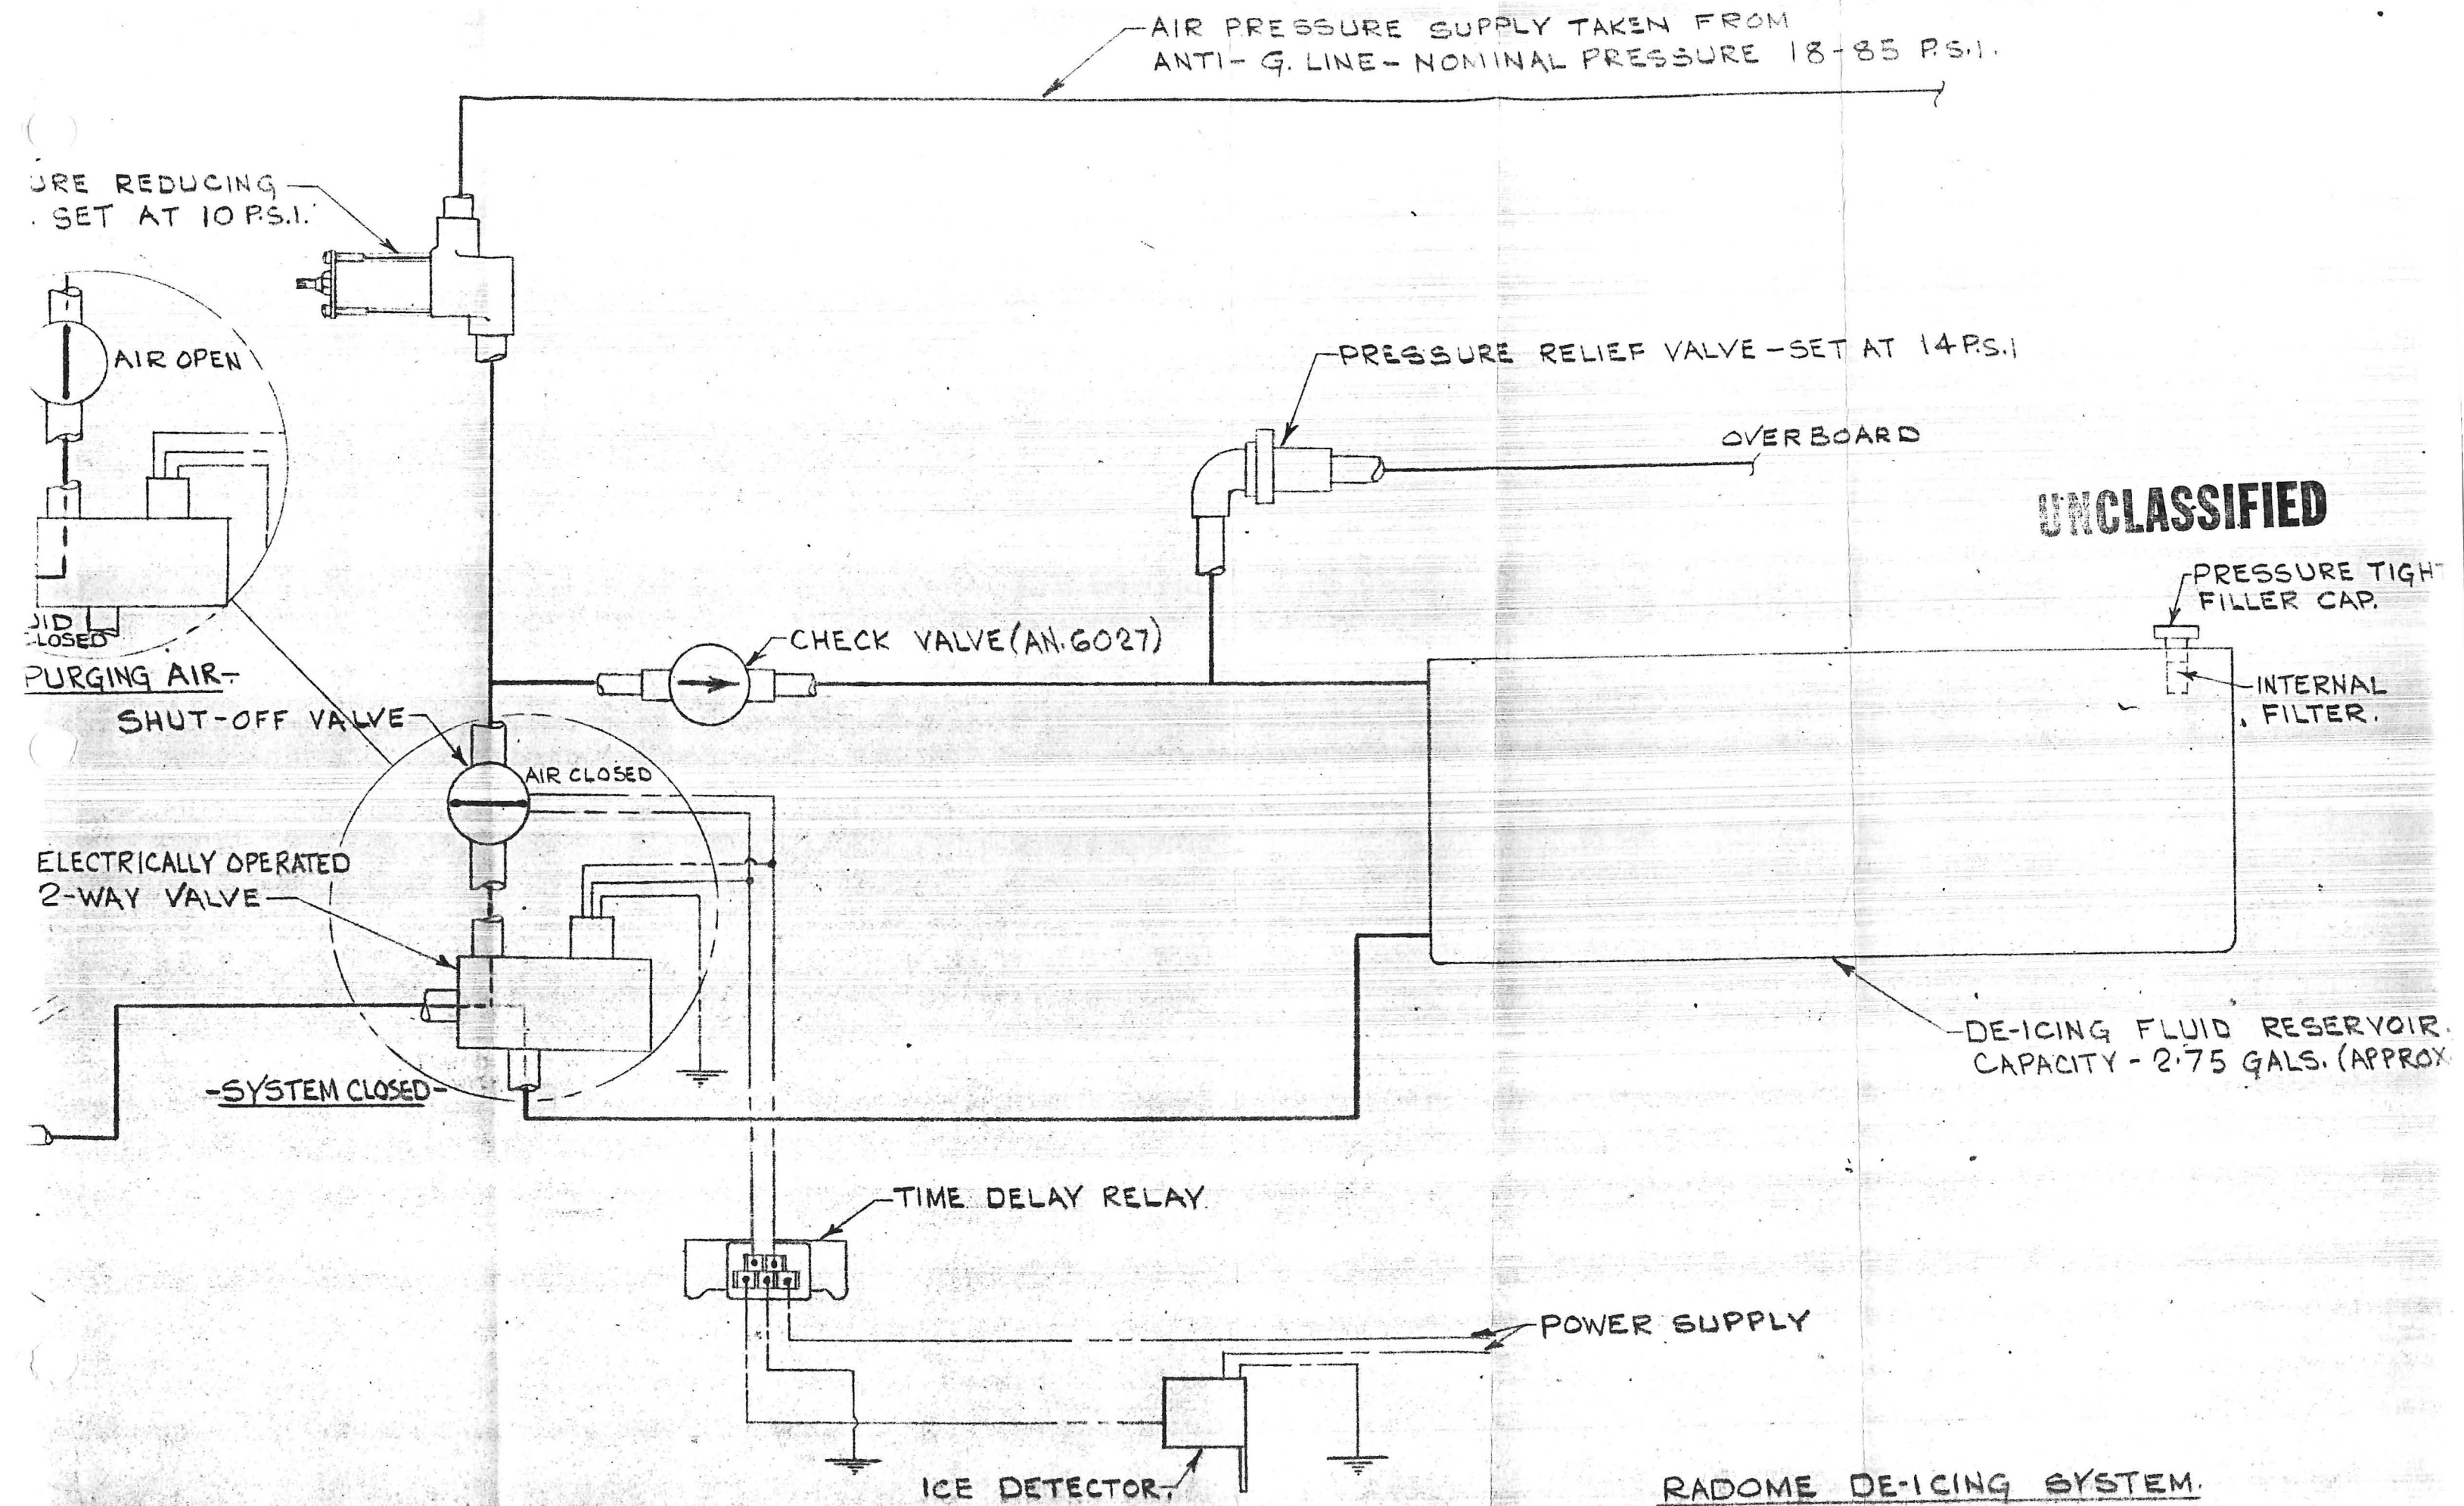 AIR PRESSURE SUPPLY TAKEN FROM
ANTI-G. LINE-NOMINAL PRESSURE 18-85 P.S.I.
URE REDUCING
. SET AT 10 P.S.I.
AIR OPEN
PRESSURE RELIEF VALVE-SET AT 14 P.S.I
OVERBOARD
UNCLASSIFIED
PRESSURE TIGHT
FILLER CAP.
UID
CLOSED
PURGING AIR-
CHECK VALVE (AN.6027)
INTERNAL
FILTER.
SHUT-OFF VALVE
AIR CLOSED
ELECTRICALLY OPERATED
2-WAY VALVE
DE-ICING FLUID RESERVOIR.
CAPACITY - 2.75 GALS. (APPROX
-SYSTEM CLOSED-
TIME DELAY RELAY
POWER SUPPLY
ICE DETECTOR.
RADOME DE-ICING SYSTEM.